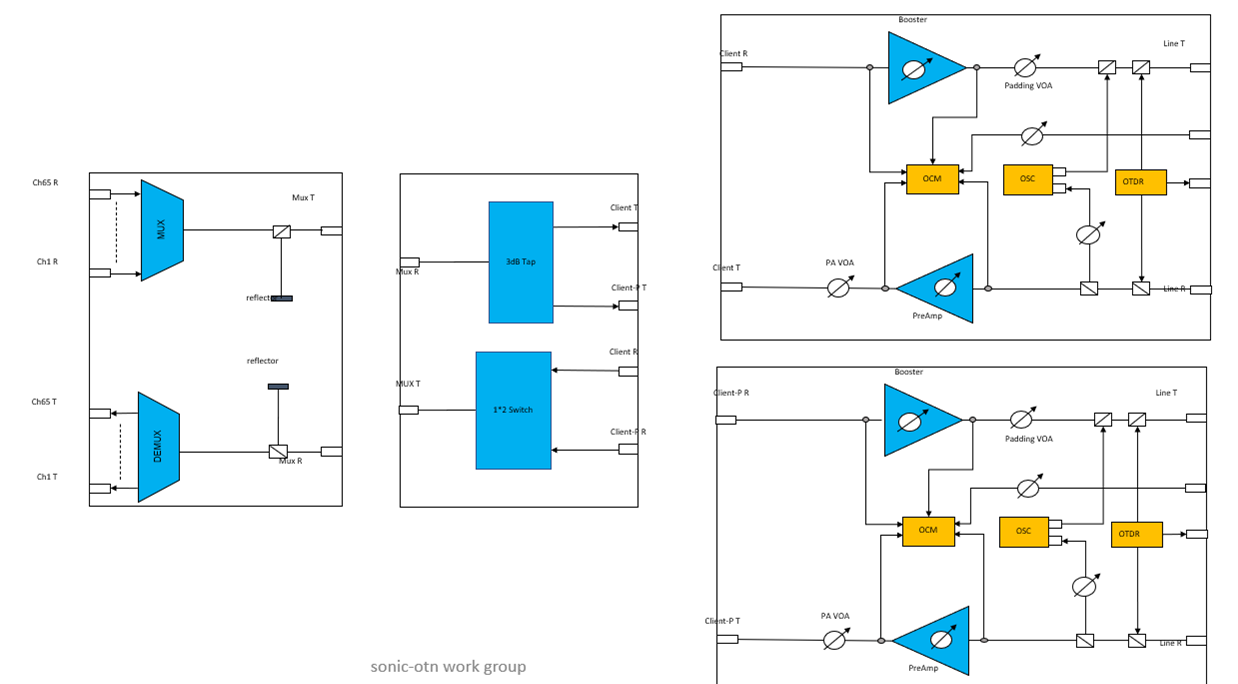 Ch65 R
Ch1 R
MUX
Mux T
reflector
reflector
Ch65 T
Ch1 T
DEMUX
Mux R
Mux R
3dB Tap
Client T
Client-P T
MUX T
1*2 Switch
Client R
Client-P R
Booster
Client R
Line T
Padding VOA
OCM
OSC
OTDR
Client T
PA VOA
PreAmp
Line R
Booster
Client-P R
Line T
Padding VOA
OCM
OSC
OTDR
Client-P T
PA VOA
PreAmp
Line R
sonic-otn work group